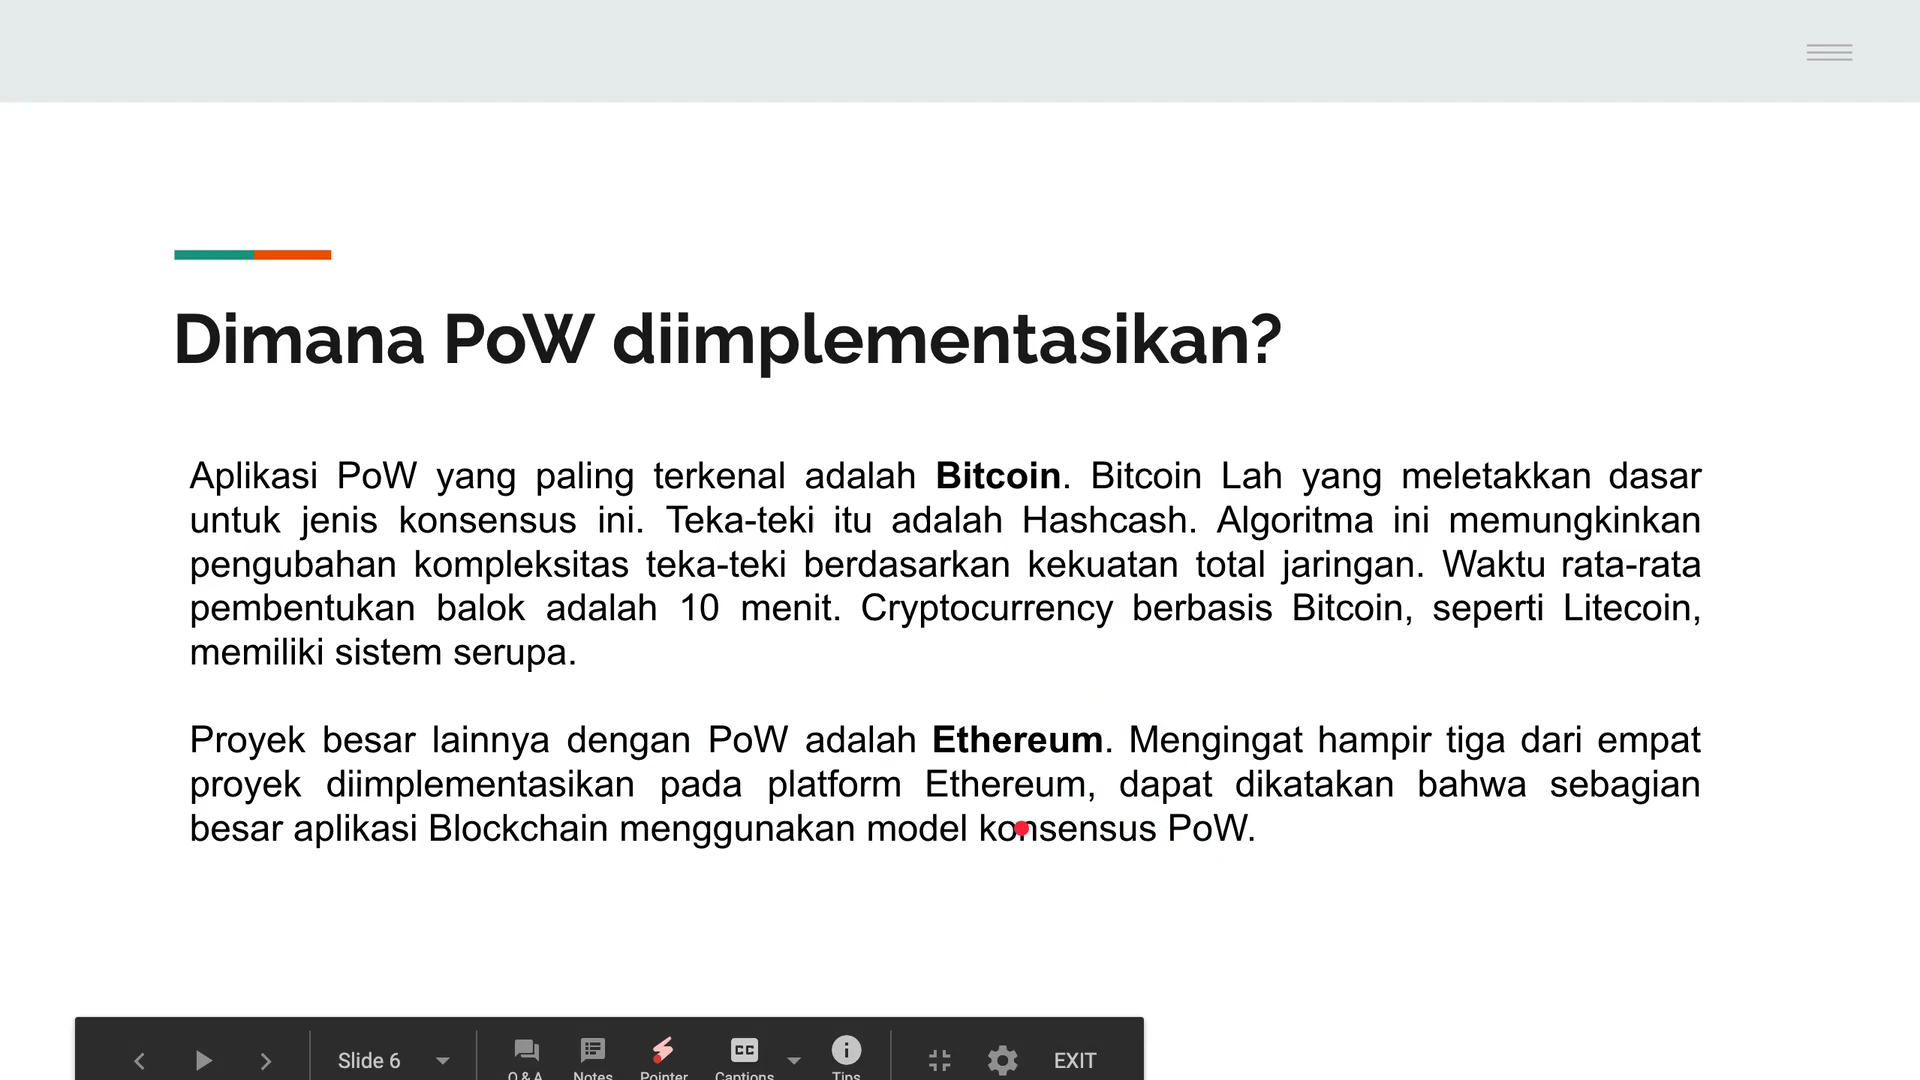 Dimana PoW diimplementasikan?
Aplikasi PoW yang paling terkenal adalah Bitcoin. Bitcoin Lah yang meletakkan dasar
untuk jenis konsensus ini. Teka-teki itu adalah Hashcash. Algoritma ini memungkinkan
pengubahan kompleksitas teka-teki berdasarkan kekuatan total jaringan. Waktu rata-rata
pembentukan balok adalah 10 menit. Cryptocurrency berbasis Bitcoin, seperti Litecoin,
memiliki sistem serupa.
Proyek besar lainnya dengan PoW adalah Ethereum. Mengingat hampir tiga dari empat
proyek diimplementasikan pada platform Ethereum, dapat dikatakan bahwa sebagian
besar aplikasi Blockchain menggunakan model konsensus PoW.
Slide 6
CC
EXIT
Q & A Notes Pointer Captions Tips